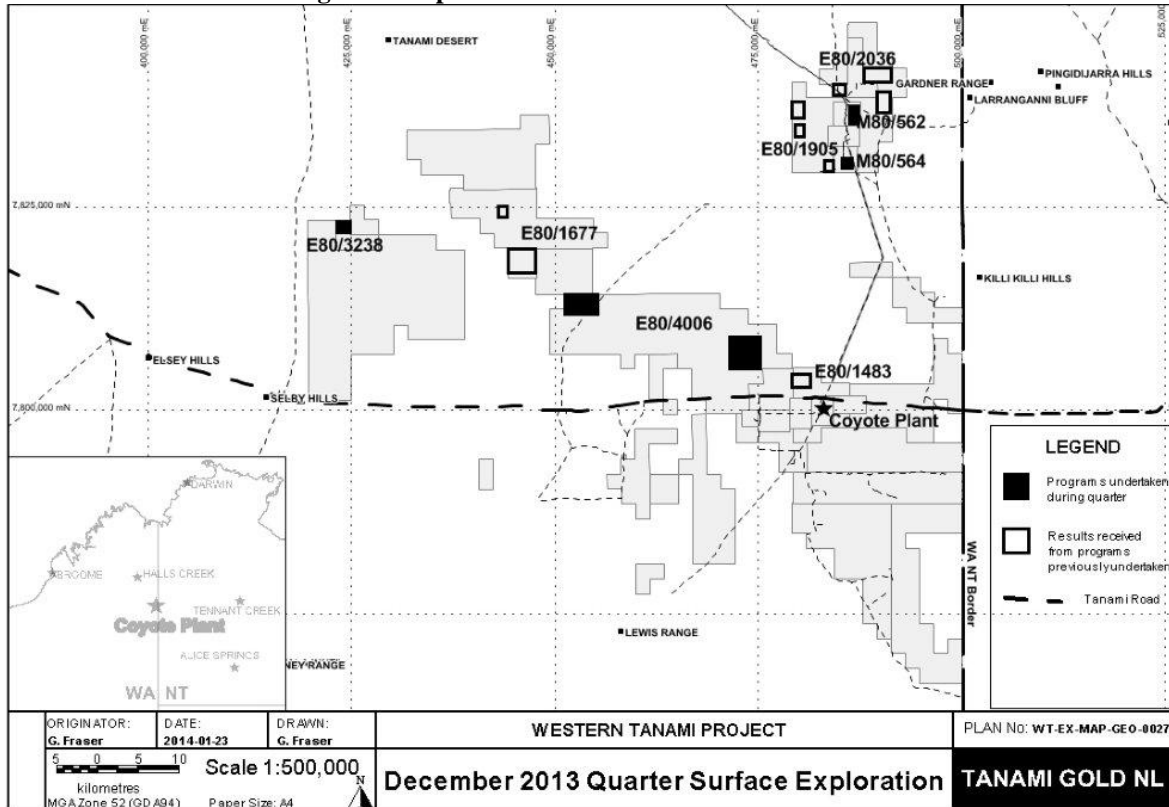 400,000 mE
425,000 mE
450,000 mE
475,000 mE
500,000 mE
TANAMI DESERT
E80/2036
GARDNER RANGE
PINGIDIJARRA HILLS
LARRANGANNI BLUFF
M80/562
E80/1905
M80/564
7,825,000 mN
E80/3238
E80/1677
KILLI KILLI HILLS
E80/4006
ELSEY HILLS
E80/1483
SELBY HILLS
7,800,000 mN
Coyote Plant
LEGEND
Programs undertaken
during quarter
Results received
from programs
previously undertaken
Tanami Road
WA NT Border
DARWIN
BROOME
HALLS CREEK
TENNANT CREEK
Coyote Plant
ALICE SPRINGS
WA NT
NEY RANGE
LEWIS RANGE
ORIGINATOR:
G. Fraser
DATE:
2014-01-23
DRAWN:
G. Fraser
WESTERN TANAMI PROJECT
PLAN No: WT-EX-MAP-GEO-0027
5 0 5 10
kilometres
Scale 1:500,000
N
MGA Zone 52 (GDA94) Paper Size: A4
December 2013 Quarter Surface Exploration
TANAMI GOLD NL